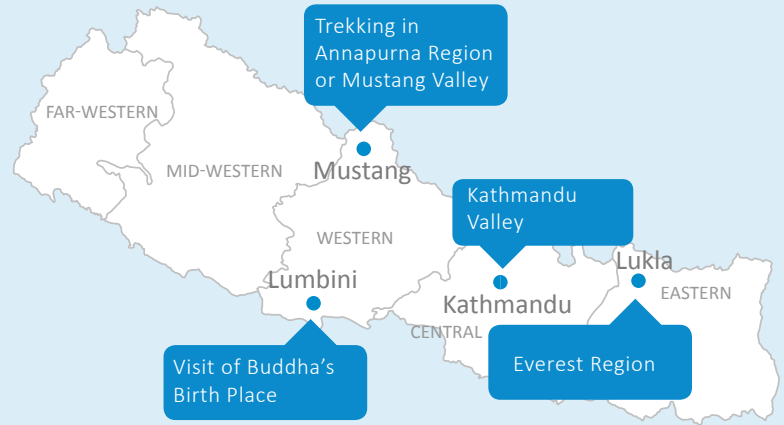 Trekking in
Annapurna Region
or Mustang Valley
FAR-WESTERN
MID-WESTERN
Mustang
Kathmandu
Valley
WESTERN
Lukla
Lumbini
EASTERN
Kathmandu
CENTRAL
Visit of Buddha’s
Birth Place
Everest Region